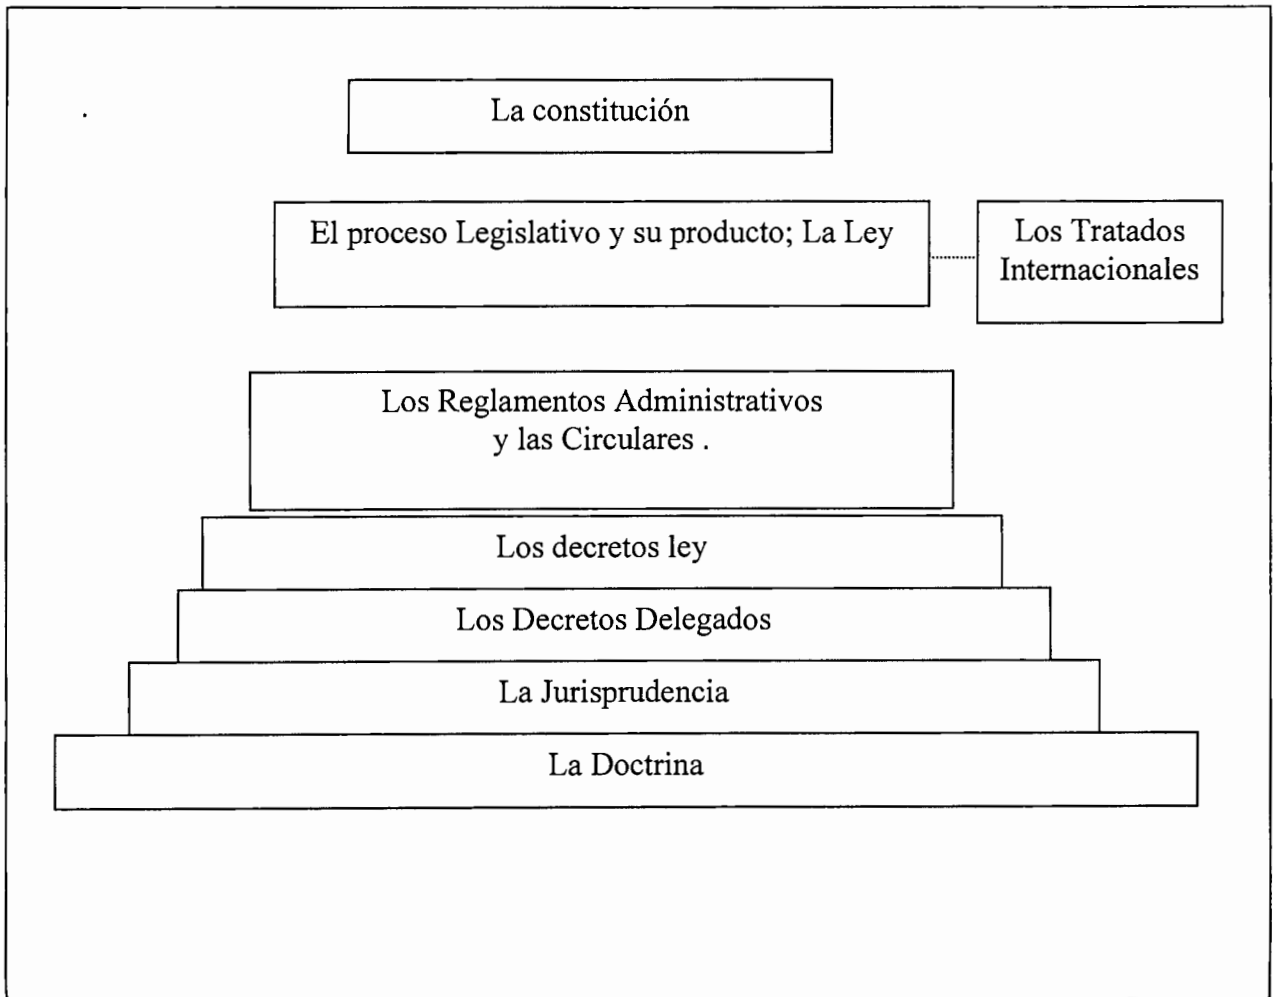 La constitución
El proceso Legislativo y su producto; La Ley
Los Tratados
Internacionales
Los Reglamentos Administrativos
y las Circulares .
Los decretos ley
Los Decretos Delegados
La Jurisprudencia
La Doctrina